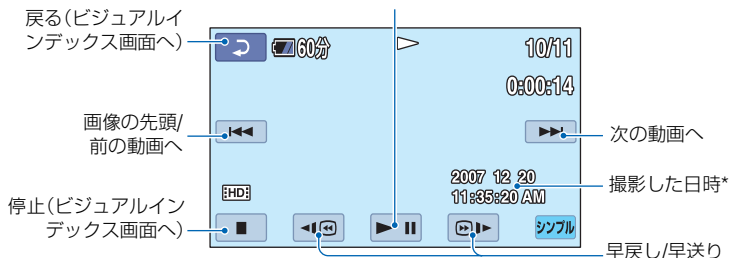 戻る(ビジュアルイ
ンデックス画面へ)
60分
10/11
0:00:14
画像の先頭/
前の動画へ
次の動画へ
2007 12 20
11:35:20 AM
撮影した日時*
HD
停止(ビジュアルイン
デックス画面へ)
シンプル
早戻し/早送り